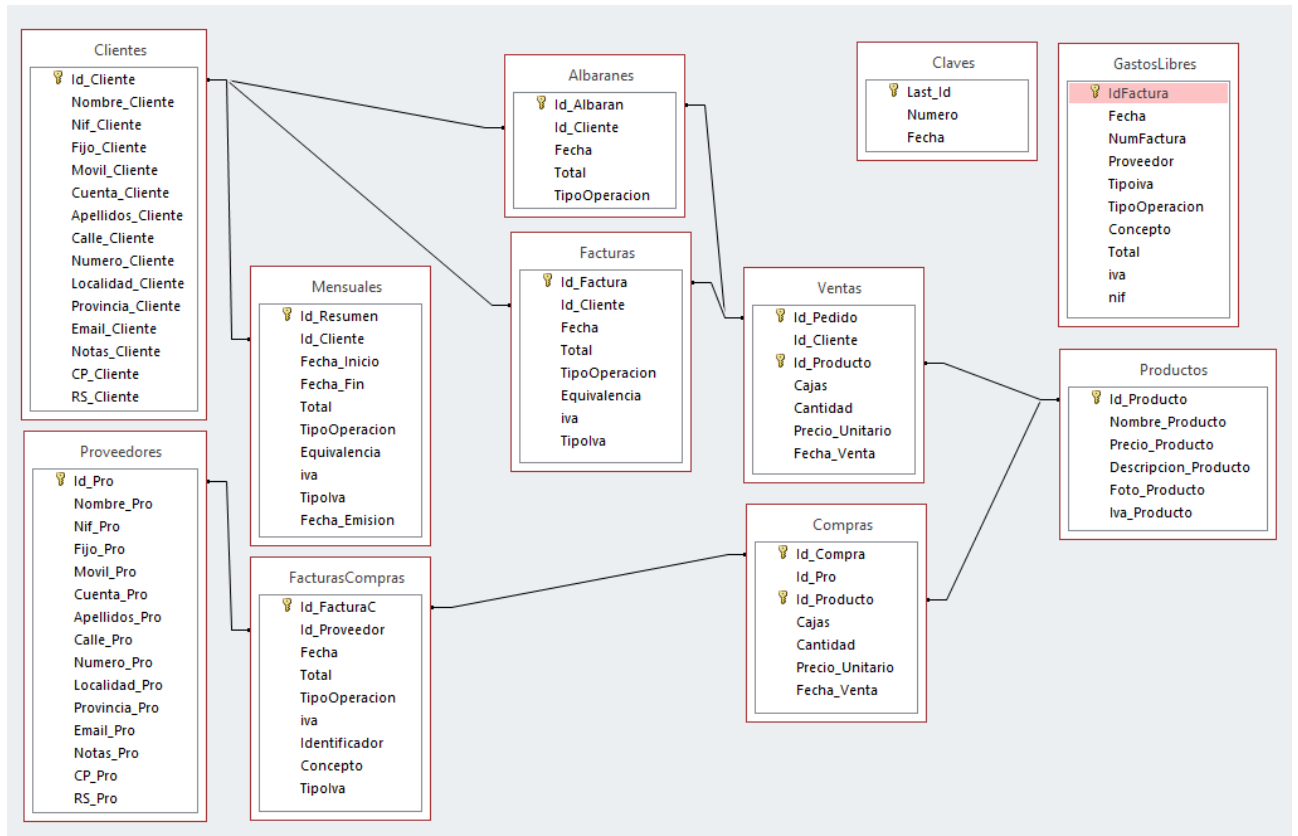 Clientes
Id_Cliente
Nombre_Cliente
Nif_Cliente
Fijo_Cliente
Movil_Cliente
Cuenta_Cliente
Apellidos_Cliente
Calle_Cliente
Numero_Cliente
Localidad_Cliente
Provincia_Cliente
Email_Cliente
Notas_Cliente
CP_Cliente
RS_Cliente
Proveedores
Id_Pro
Nombre_Pro
Nif_Pro
Fijo_Pro
Movil_Pro
Cuenta_Pro
Apellidos_Pro
Calle_Pro
Numero_Pro
Localidad_Pro
Provincia_Pro
Email_Pro
Notas_Pro
CP_Pro
RS_Pro
Mensuales
Id_Resumen
Id_Cliente
Fecha_Inicio
Fecha_Fin
Total
TipoOperacion
Equivalencia
iva
TipoIva
Fecha_Emision
FacturasCompras
Id_FacturaC
Id_Proveedor
Fecha
Total
TipoOperacion
iva
Identificador
Concepto
TipoIva
Albaranes
Id_Albaran
Id_Cliente
Fecha
Total
TipoOperacion
Facturas
Id_Factura
Id_Cliente
Fecha
Total
TipoOperacion
Equivalencia
iva
TipoIva
Ventas
Id_Pedido
Id_Cliente
Id_Producto
Cajas
Cantidad
Precio_Unitario
Fecha_Venta
Compras
Id_Compra
Id_Pro
Id_Producto
Cajas
Cantidad
Precio_Unitario
Fecha_Venta
Claves
Last_Id
Numero
Fecha
GastosLibres
IdFactura
Fecha
NumFactura
Proveedor
Tipoiva
TipoOperacion
Concepto
Total
iva
nif
Productos
Id_Producto
Nombre_Producto
Precio_Producto
Descripcion_Producto
Foto_Producto
Iva_Producto